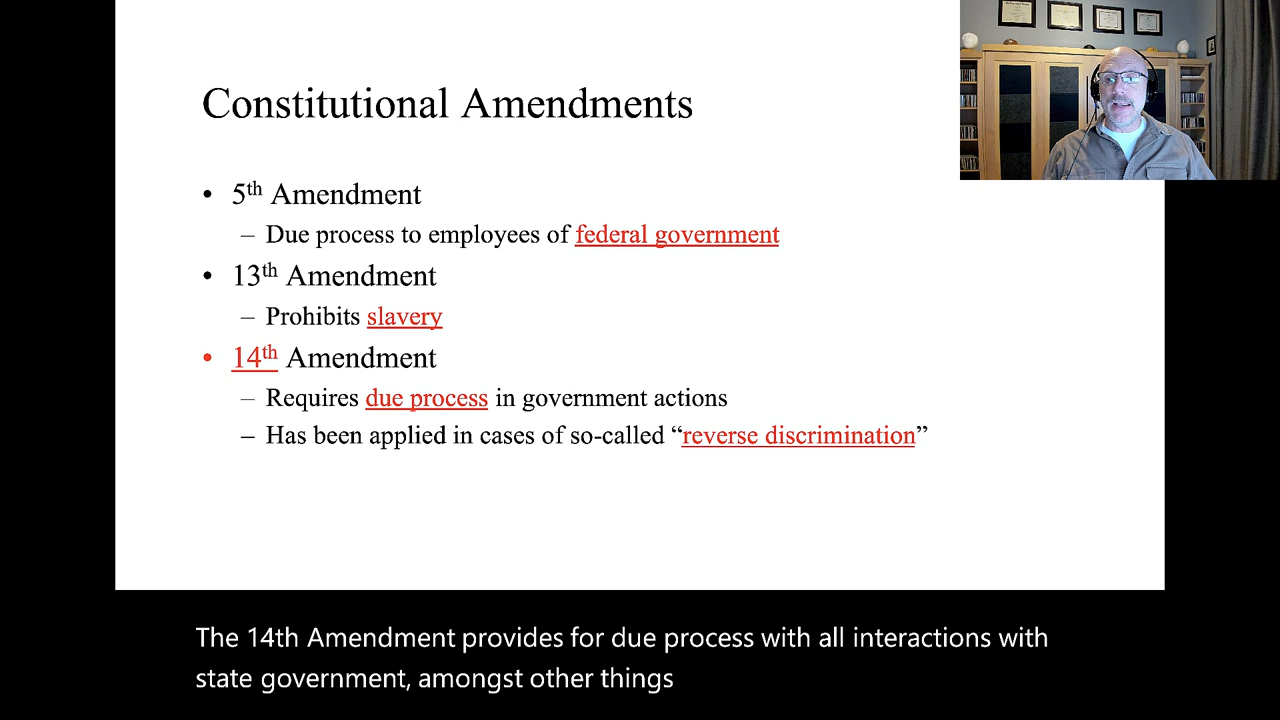 Constitutional Amendments
• 5th Amendment
– Due process to employees of federal government
• 13th Amendment
– Prohibits slavery
• 14th Amendment
– Requires due process in government actions
– Has been applied in cases of so-called “reverse discrimination”
The 14th Amendment provides for due process with all interactions with
state government, amongst other things